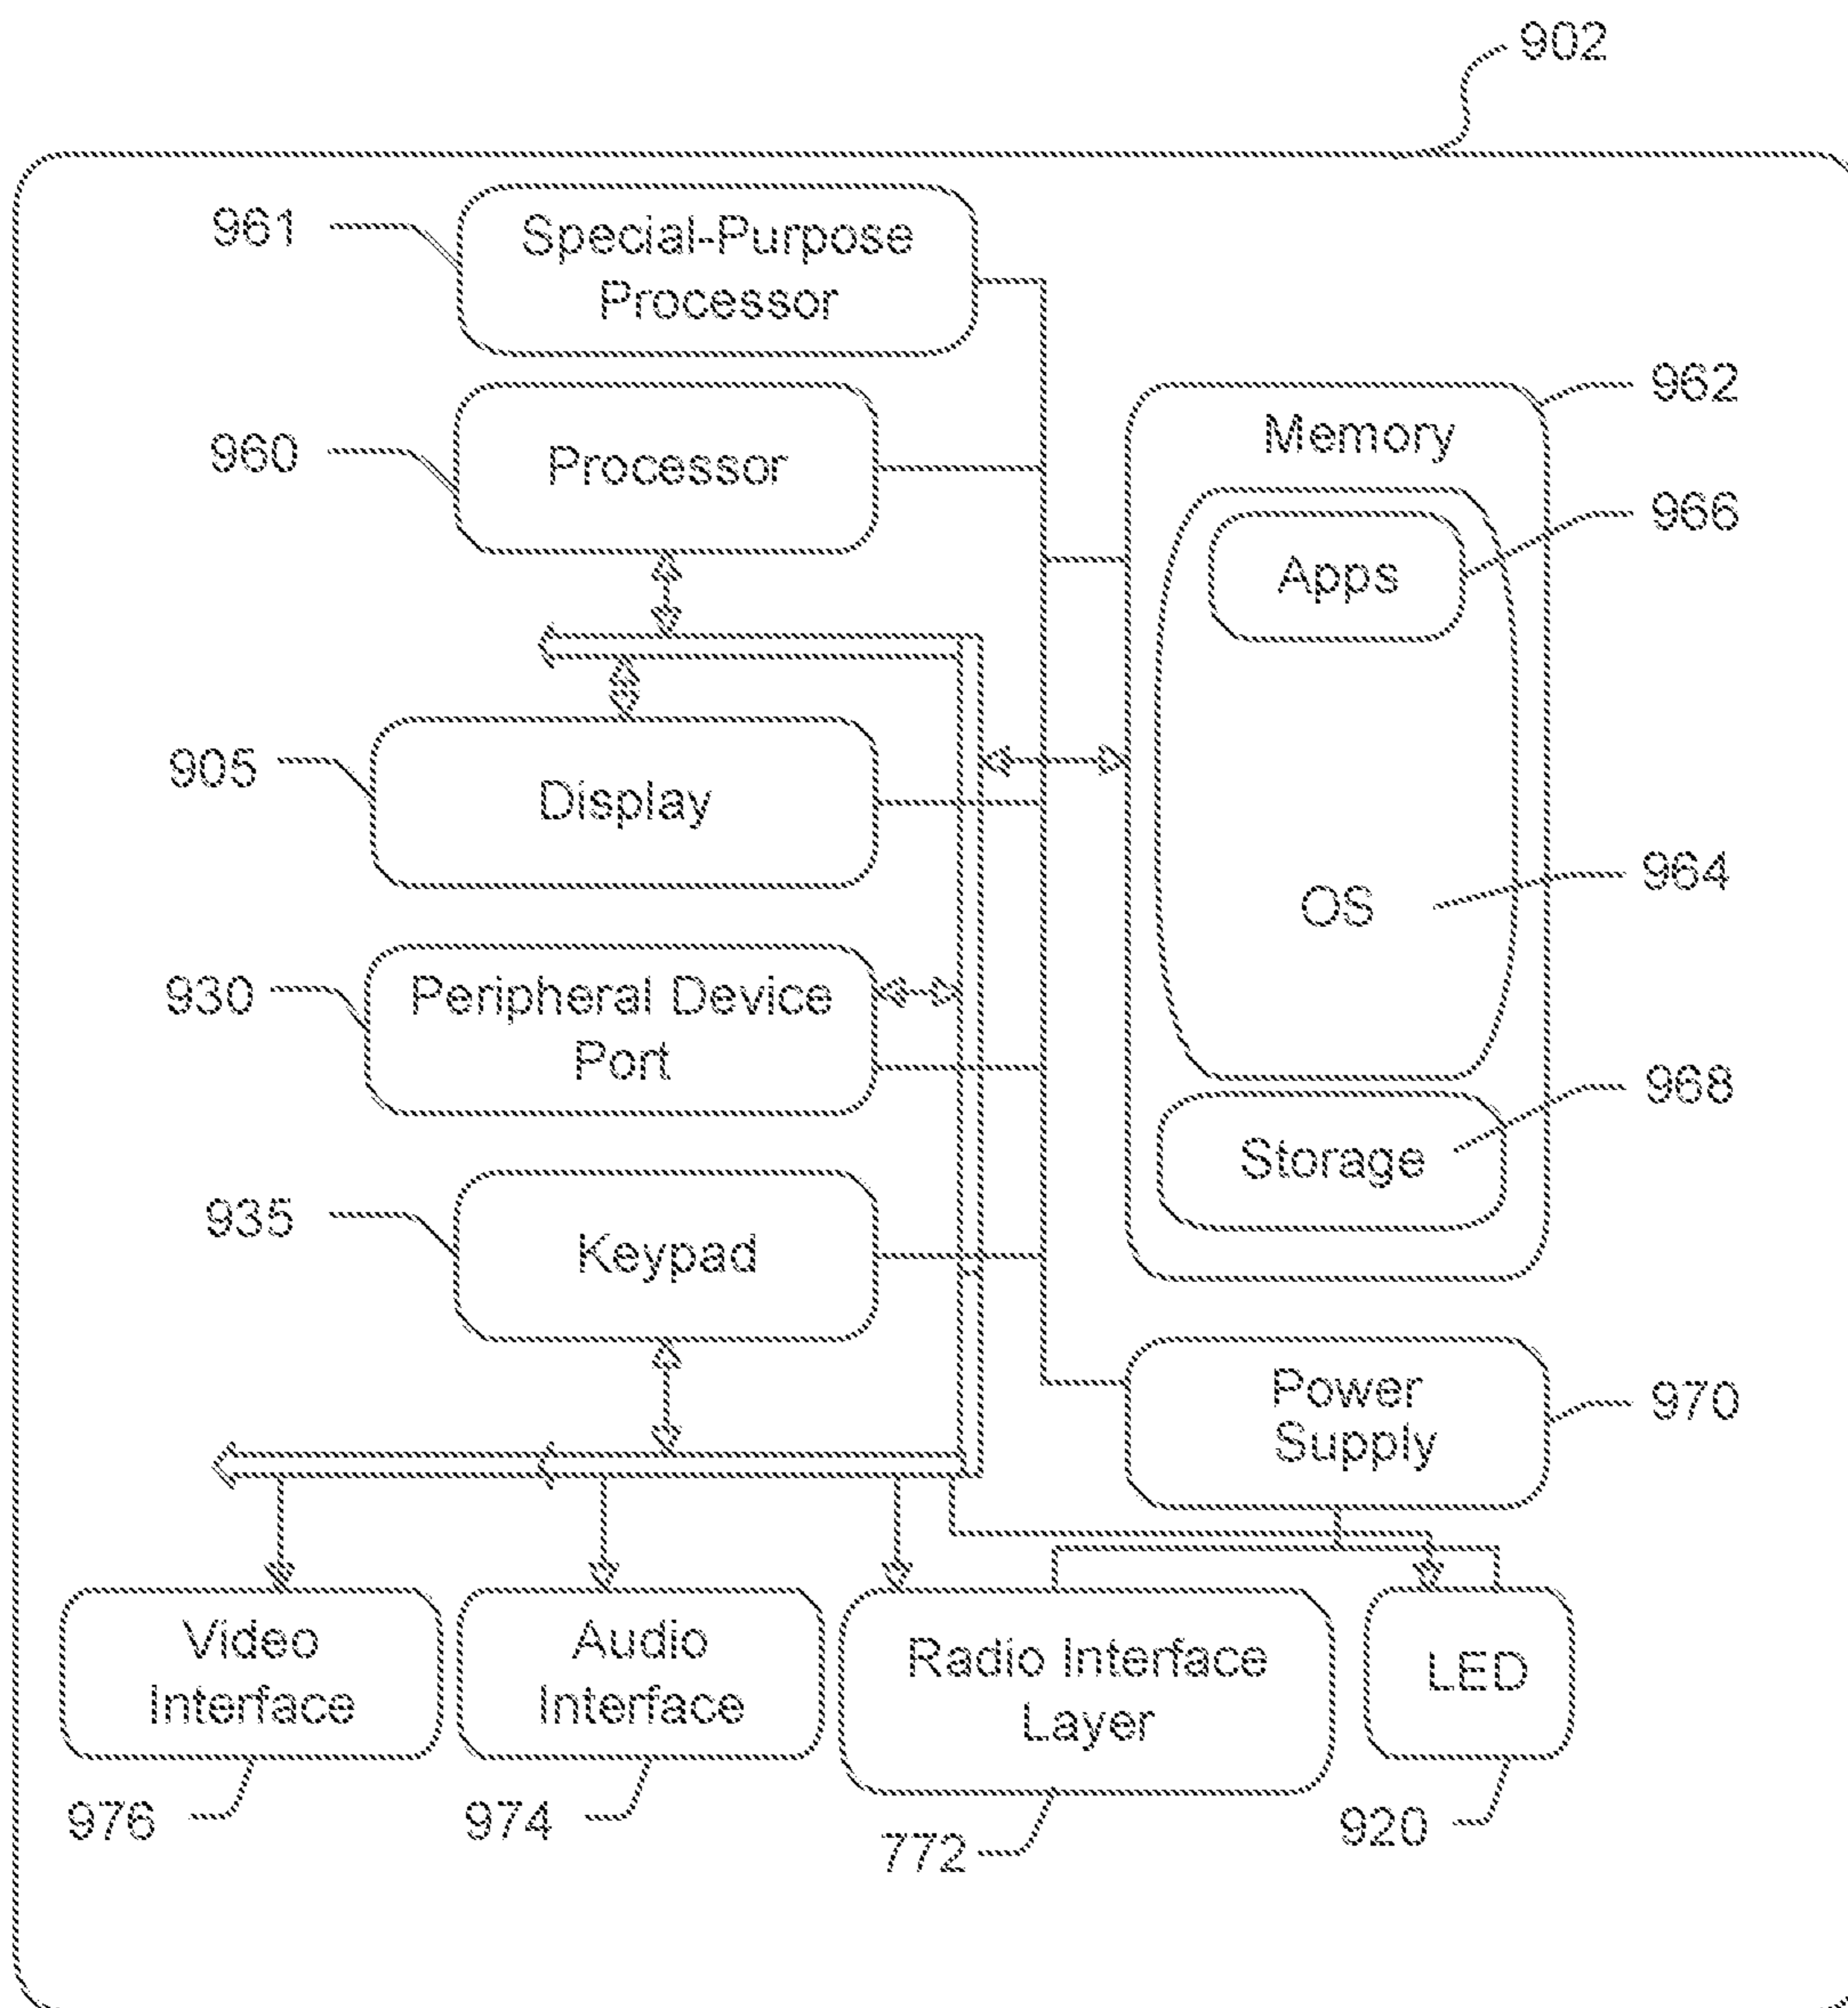 902
961
Special-Purpose
Processor
962
Memory
960
Processor
966
Apps
905
Display
964
OS
930
Peripheral Device
Port
968
Storage
935
Keypad
970
Power
Supply
Video
Interface
Audio
Interface
Radio Interface
Layer
LED
976
974
772
920